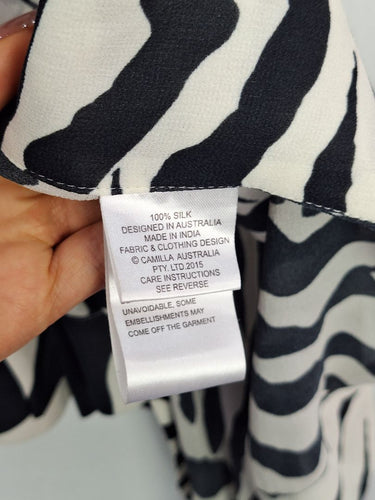 100% SILK
DESIGNED IN AUSTRALIA
MADE IN INDIA
FABRIC & CLOTHING DESIGN
© CAMILLA AUSTRALIA
PTY. LTD.2015
CARE INSTRUCTIONS
SEE REVERSE
UNAVOIDABLE, SOME
EMBELLISHMENTS MAY
COME OFF THE GARMENT